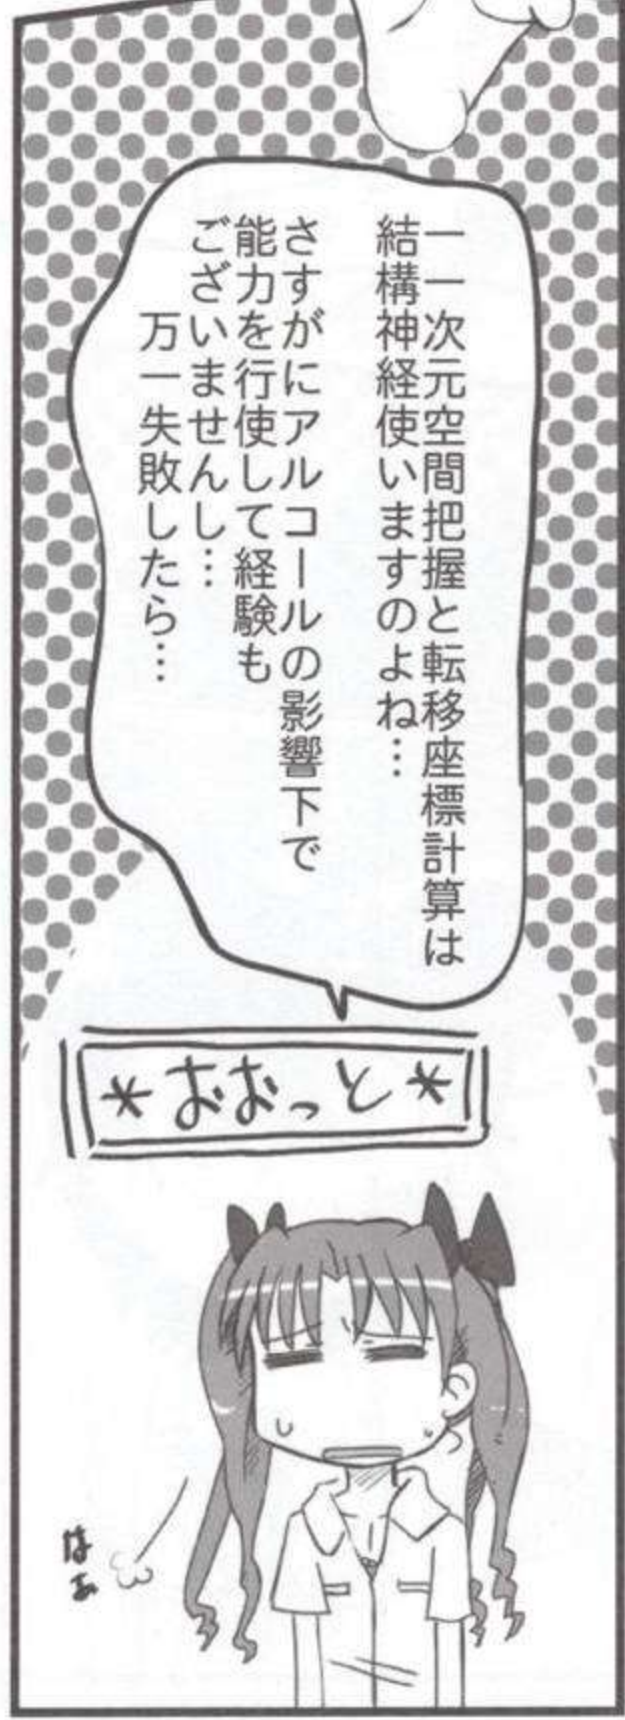 一一次元空間把握と転移座標計算は
結構神経使いますのよね…
さすがにアルコールの影響下で
能力を行使して経験も
ございませんし…
万一失敗したら…
*おおっと*
はぁ